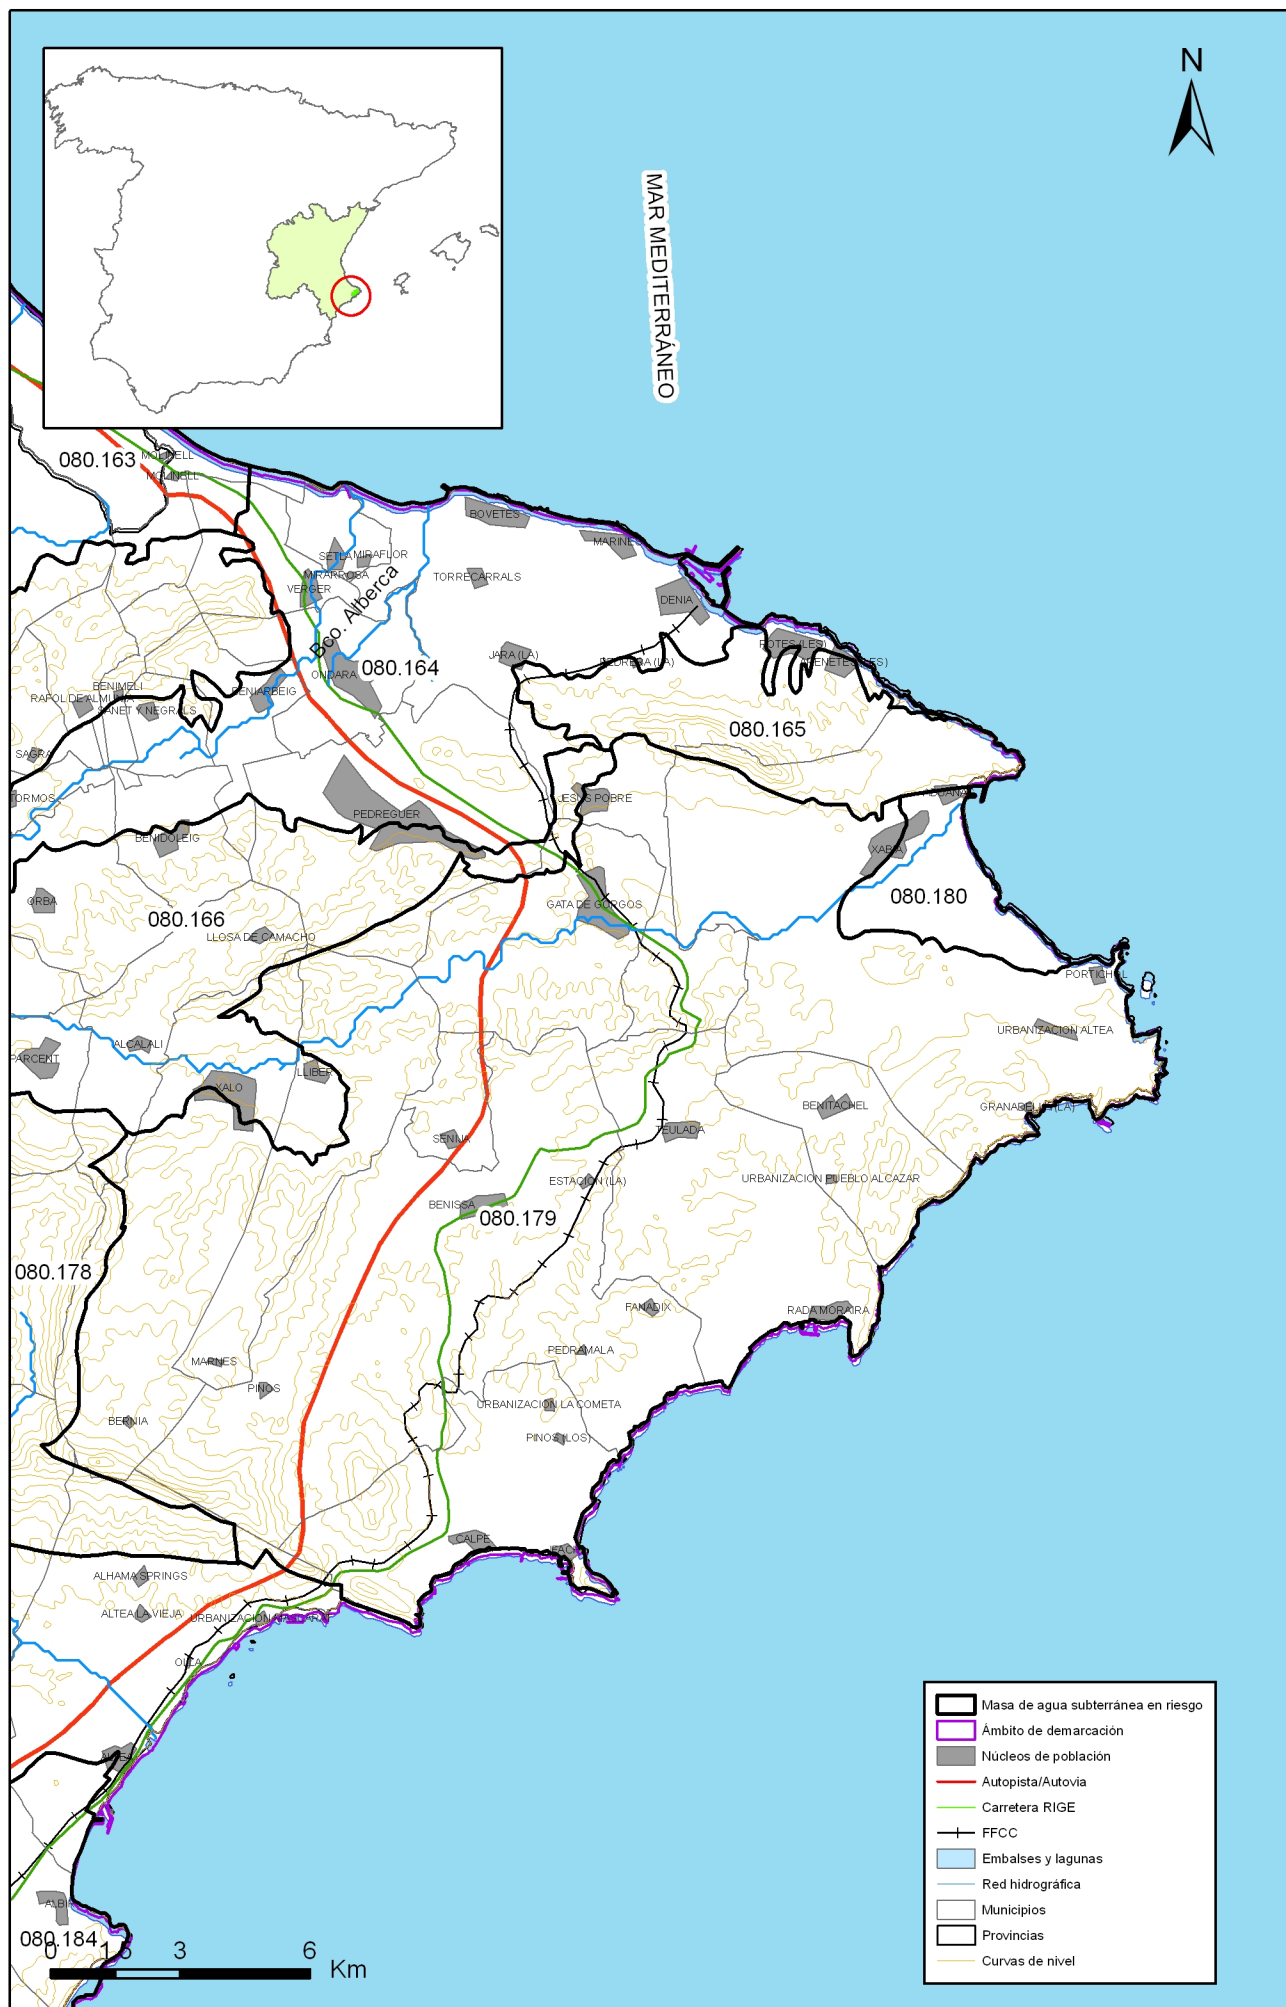 N
MAR MEDITERRÁNEO
080.163
MOLINELL
MOLINELL
BOVETES
MARINES
SETLA
MIRAFLOR
MIRARROSA
VERGER
TORRECARRALS
DENIA
Bco. Alberca
JARA (LA)
PEDRERA (LA)
ROTES (LES)
ARENETES (LES)
080.164
ONDARA
BENIARBEIG
BENIMELI
RAFOL DE ALMUNIA
SANET Y NEGRALS
080.165
SAGRA
TORMOS
JESUS POBRE
ADUANAS
PEDREGUER
BENIDOLEIG
XABIA
080.180
ORBA
080.166
LLOSA DE CAMACHO
GATA DE GORGOS
PORTICHOL
URBANIZACION ALTEA
ALCALALI
PARCENT
LLIBER
XALO
BENITACHEL
GRANADELLA (LA)
SENIJA
TEULADA
ESTACION (LA)
URBANIZACION PUEBLO ALCAZAR
BENISSA
080.179
080.178
FANADIX
RADA MORAIRA
PEDRAMALA
MARNES
PINOS
URBANIZACION LA COMETA
BERNIA
PINOS (LOS)
CALPE
ALHAMA SPRINGS
ALTEA LA VIEJA
OLLA
ALTEA
ALBIR
080.184
0 1,5 3 6
Km
Masa de agua subterránea en riesgo
Ámbito de demarcación
Núcleos de población
Autopista/Autovia
Carretera RIGE
FFCC
Embalses y lagunas
Red hidrográfica
Municipios
Provincias
Curvas de nivel